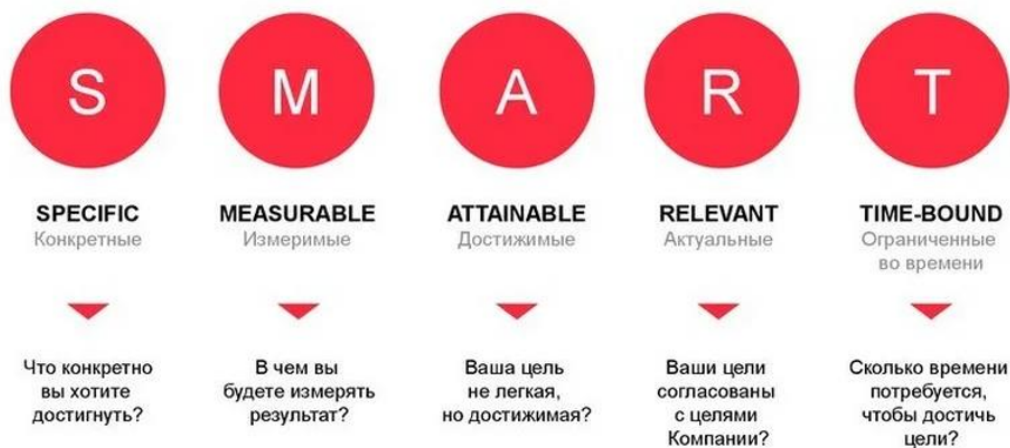 S M A R T
SPECIFIC MEASURABLE ATTAINABLE RELEVANT TIME-BOUND
Конкретные Измеримые Достижимые Актуальные Ограниченные
во времени
Что конкретно
вы хотите
достигнуть?
В чем вы
будете измерять
результат?
Ваша цель
не легкая,
но достижимая?
Ваши цели
согласованы
с целями
Компании?
Сколько времени
потребуется,
чтобы достичь
цели?